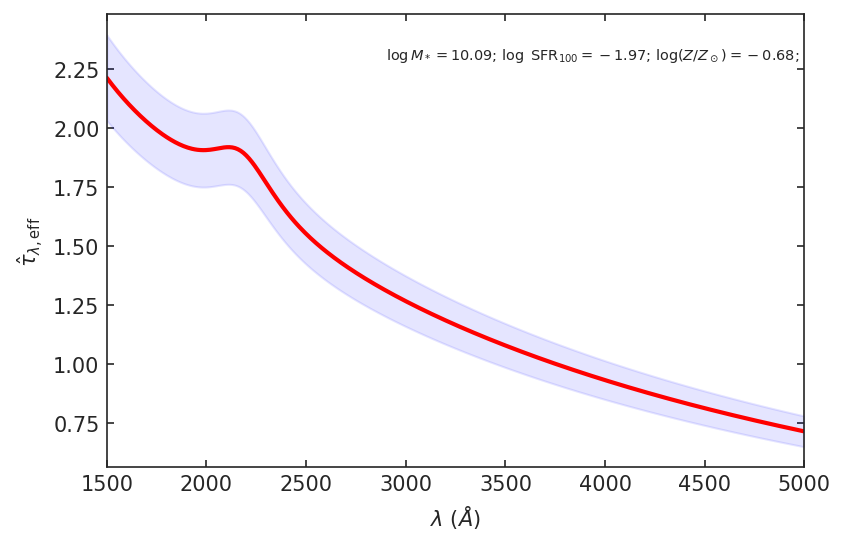 log M* = 10.09; log SFR100 = −1.97; log(Z/Z⊙) = −0.68;
2.25
2.00
1.75
1.50
1.25
1.00
0.75
τ̂λ,eff
1500 2000 2500 3000 3500 4000 4500 5000
λ (Å)